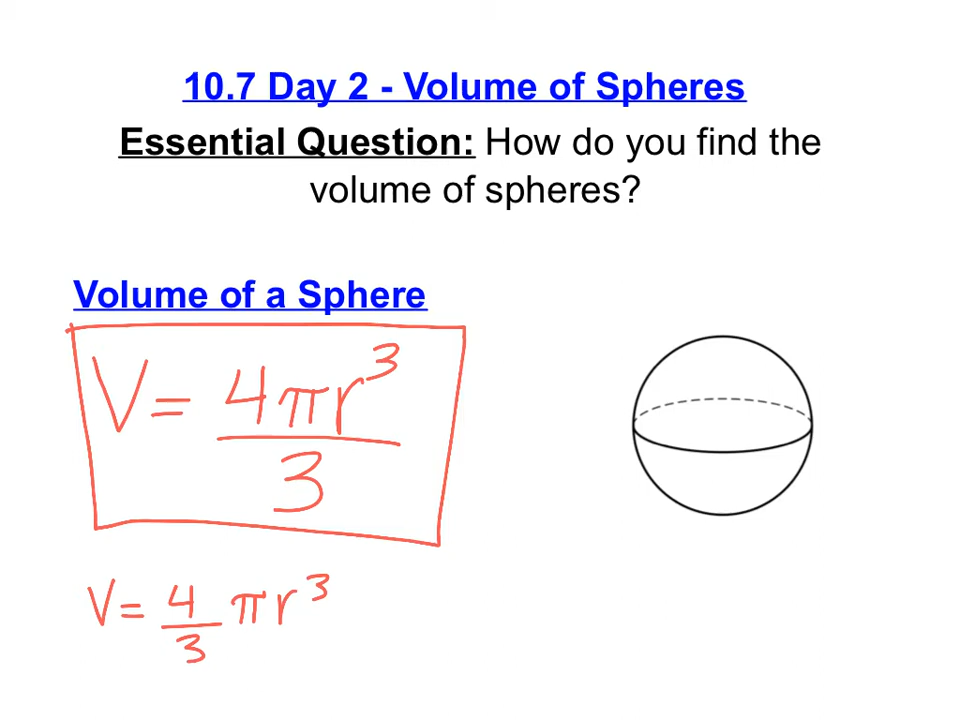 10.7 Day 2 - Volume of Spheres
Essential Question: How do you find the
volume of spheres?
Volume of a Sphere
V = 4πr³/3
V = 4/3 πr³